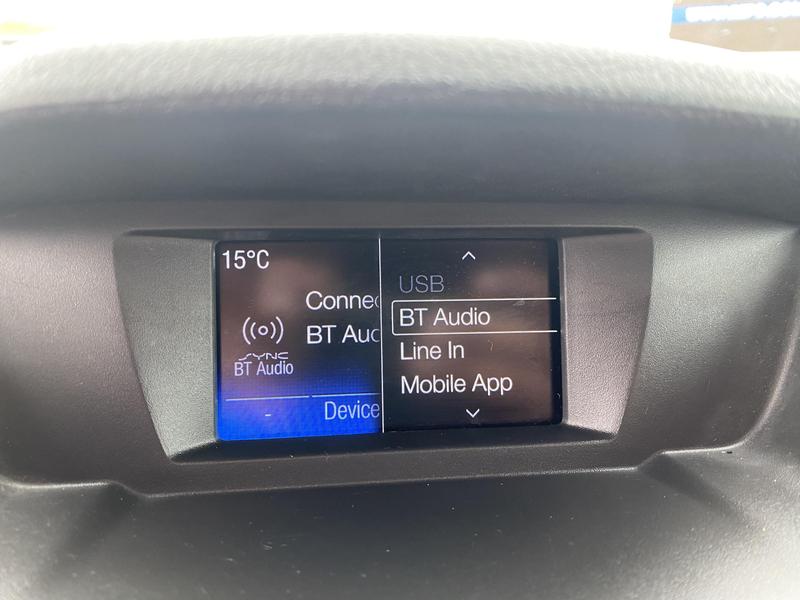 15°C
Connec
BT Aud
SYNC
BT Audio
-
Device
USB
BT Audio
Line In
Mobile App